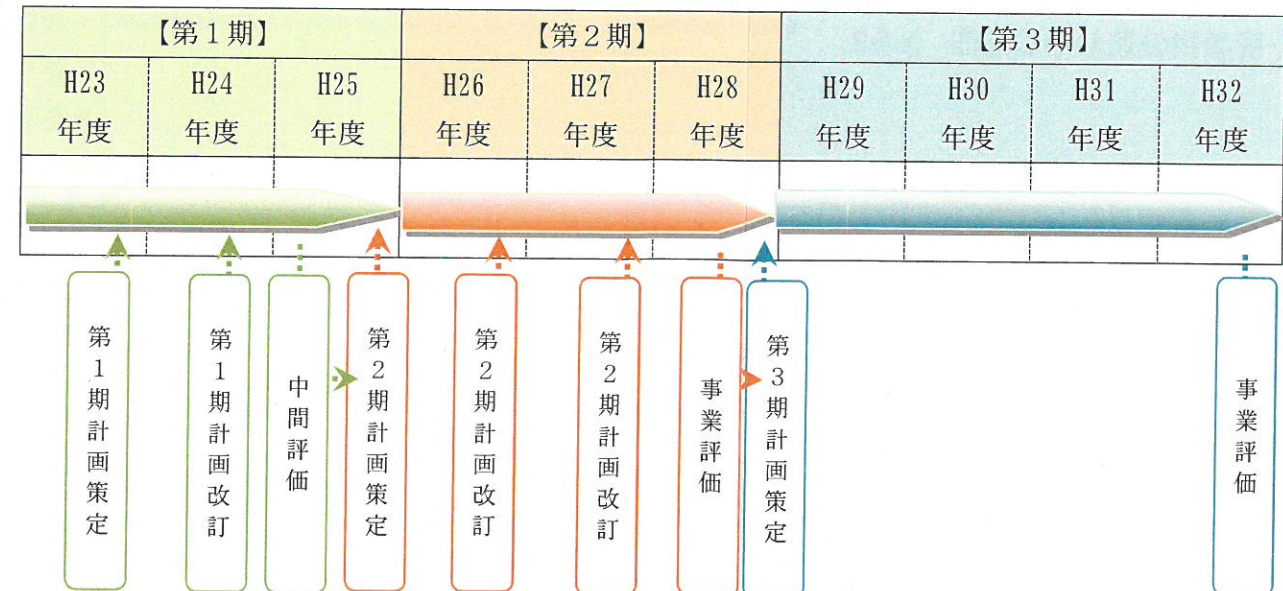 【第１期】
【第２期】
【第３期】
H23
年度
H24
年度
H25
年度
H26
年度
H27
年度
H28
年度
H29
年度
H30
年度
H31
年度
H32
年度
第１期計画策定
第１期計画改訂
中間評価
第２期計画策定
第２期計画改訂
第２期計画改訂
事業評価
第３期計画策定
事業評価